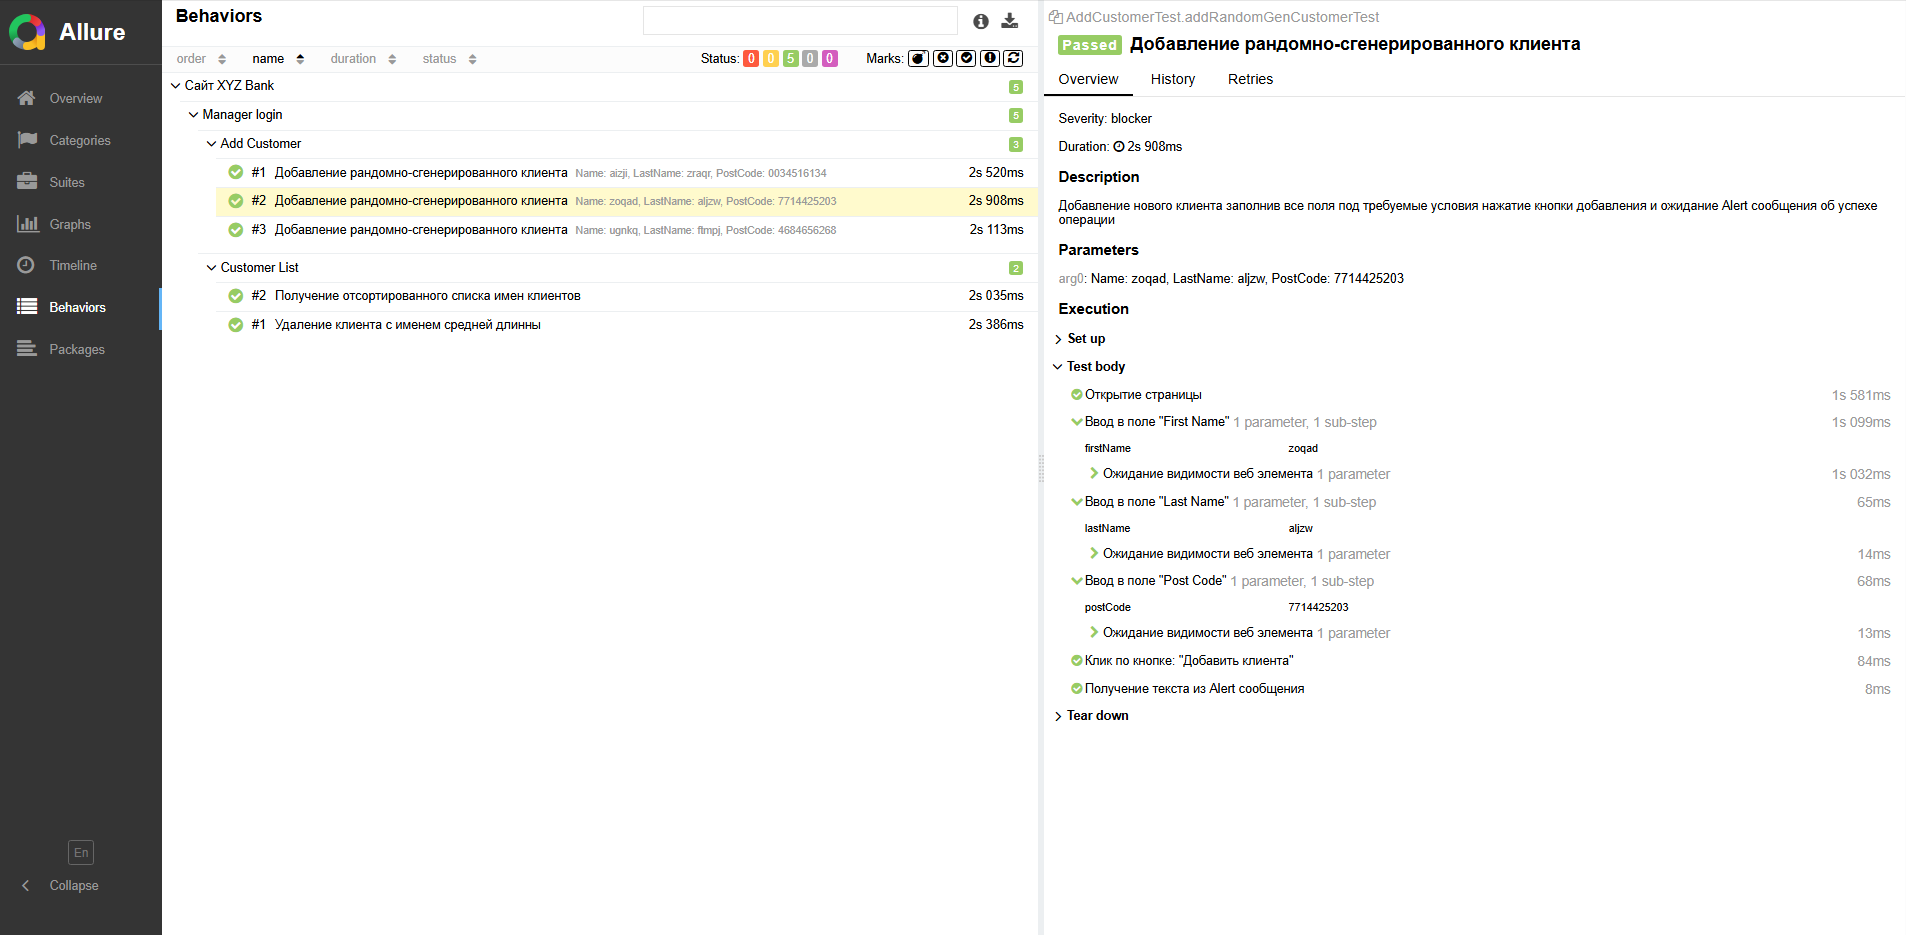 Allure
Overview
Categories
Suites
Graphs
Timeline
Behaviors
Packages
En
Collapse
Behaviors
order name duration status Status: 0 0 5 0 0 Marks:
Сайт XYZ Bank 5
Manager login 5
Add Customer 3
#1 Добавление рандомно-сгенерированного клиента Name: aizji, LastName: zraqr, PostCode: 0034516134 2s 520ms
#2 Добавление рандомно-сгенерированного клиента Name: zoqad, LastName: aljzw, PostCode: 7714425203 2s 908ms
#3 Добавление рандомно-сгенерированного клиента Name: ugnkq, LastName: ftmpj, PostCode: 4684656268 2s 113ms
Customer List 2
#2 Получение отсортированного списка имен клиентов 2s 035ms
#1 Удаление клиента с именем средней длинны 2s 386ms
AddCustomerTest.addRandomGenCustomerTest
Passed Добавление рандомно-сгенерированного клиента
Overview History Retries
Severity: blocker
Duration: 2s 908ms
Description
Добавление нового клиента заполнив все поля под требуемые условия нажатие кнопки добавления и ожидание Alert сообщения об успехе
операции
Parameters
arg0: Name: zoqad, LastName: aljzw, PostCode: 7714425203
Execution
Set up
Test body
Открытие страницы 1s 581ms
Ввод в поле "First Name" 1 parameter, 1 sub-step 1s 099ms
firstName zoqad
Ожидание видимости веб элемента 1 parameter 1s 032ms
Ввод в поле "Last Name" 1 parameter, 1 sub-step 65ms
lastName aljzw
Ожидание видимости веб элемента 1 parameter 14ms
Ввод в поле "Post Code" 1 parameter, 1 sub-step 68ms
postCode 7714425203
Ожидание видимости веб элемента 1 parameter 13ms
Клик по кнопке: "Добавить клиента" 84ms
Получение текста из Alert сообщения 8ms
Tear down